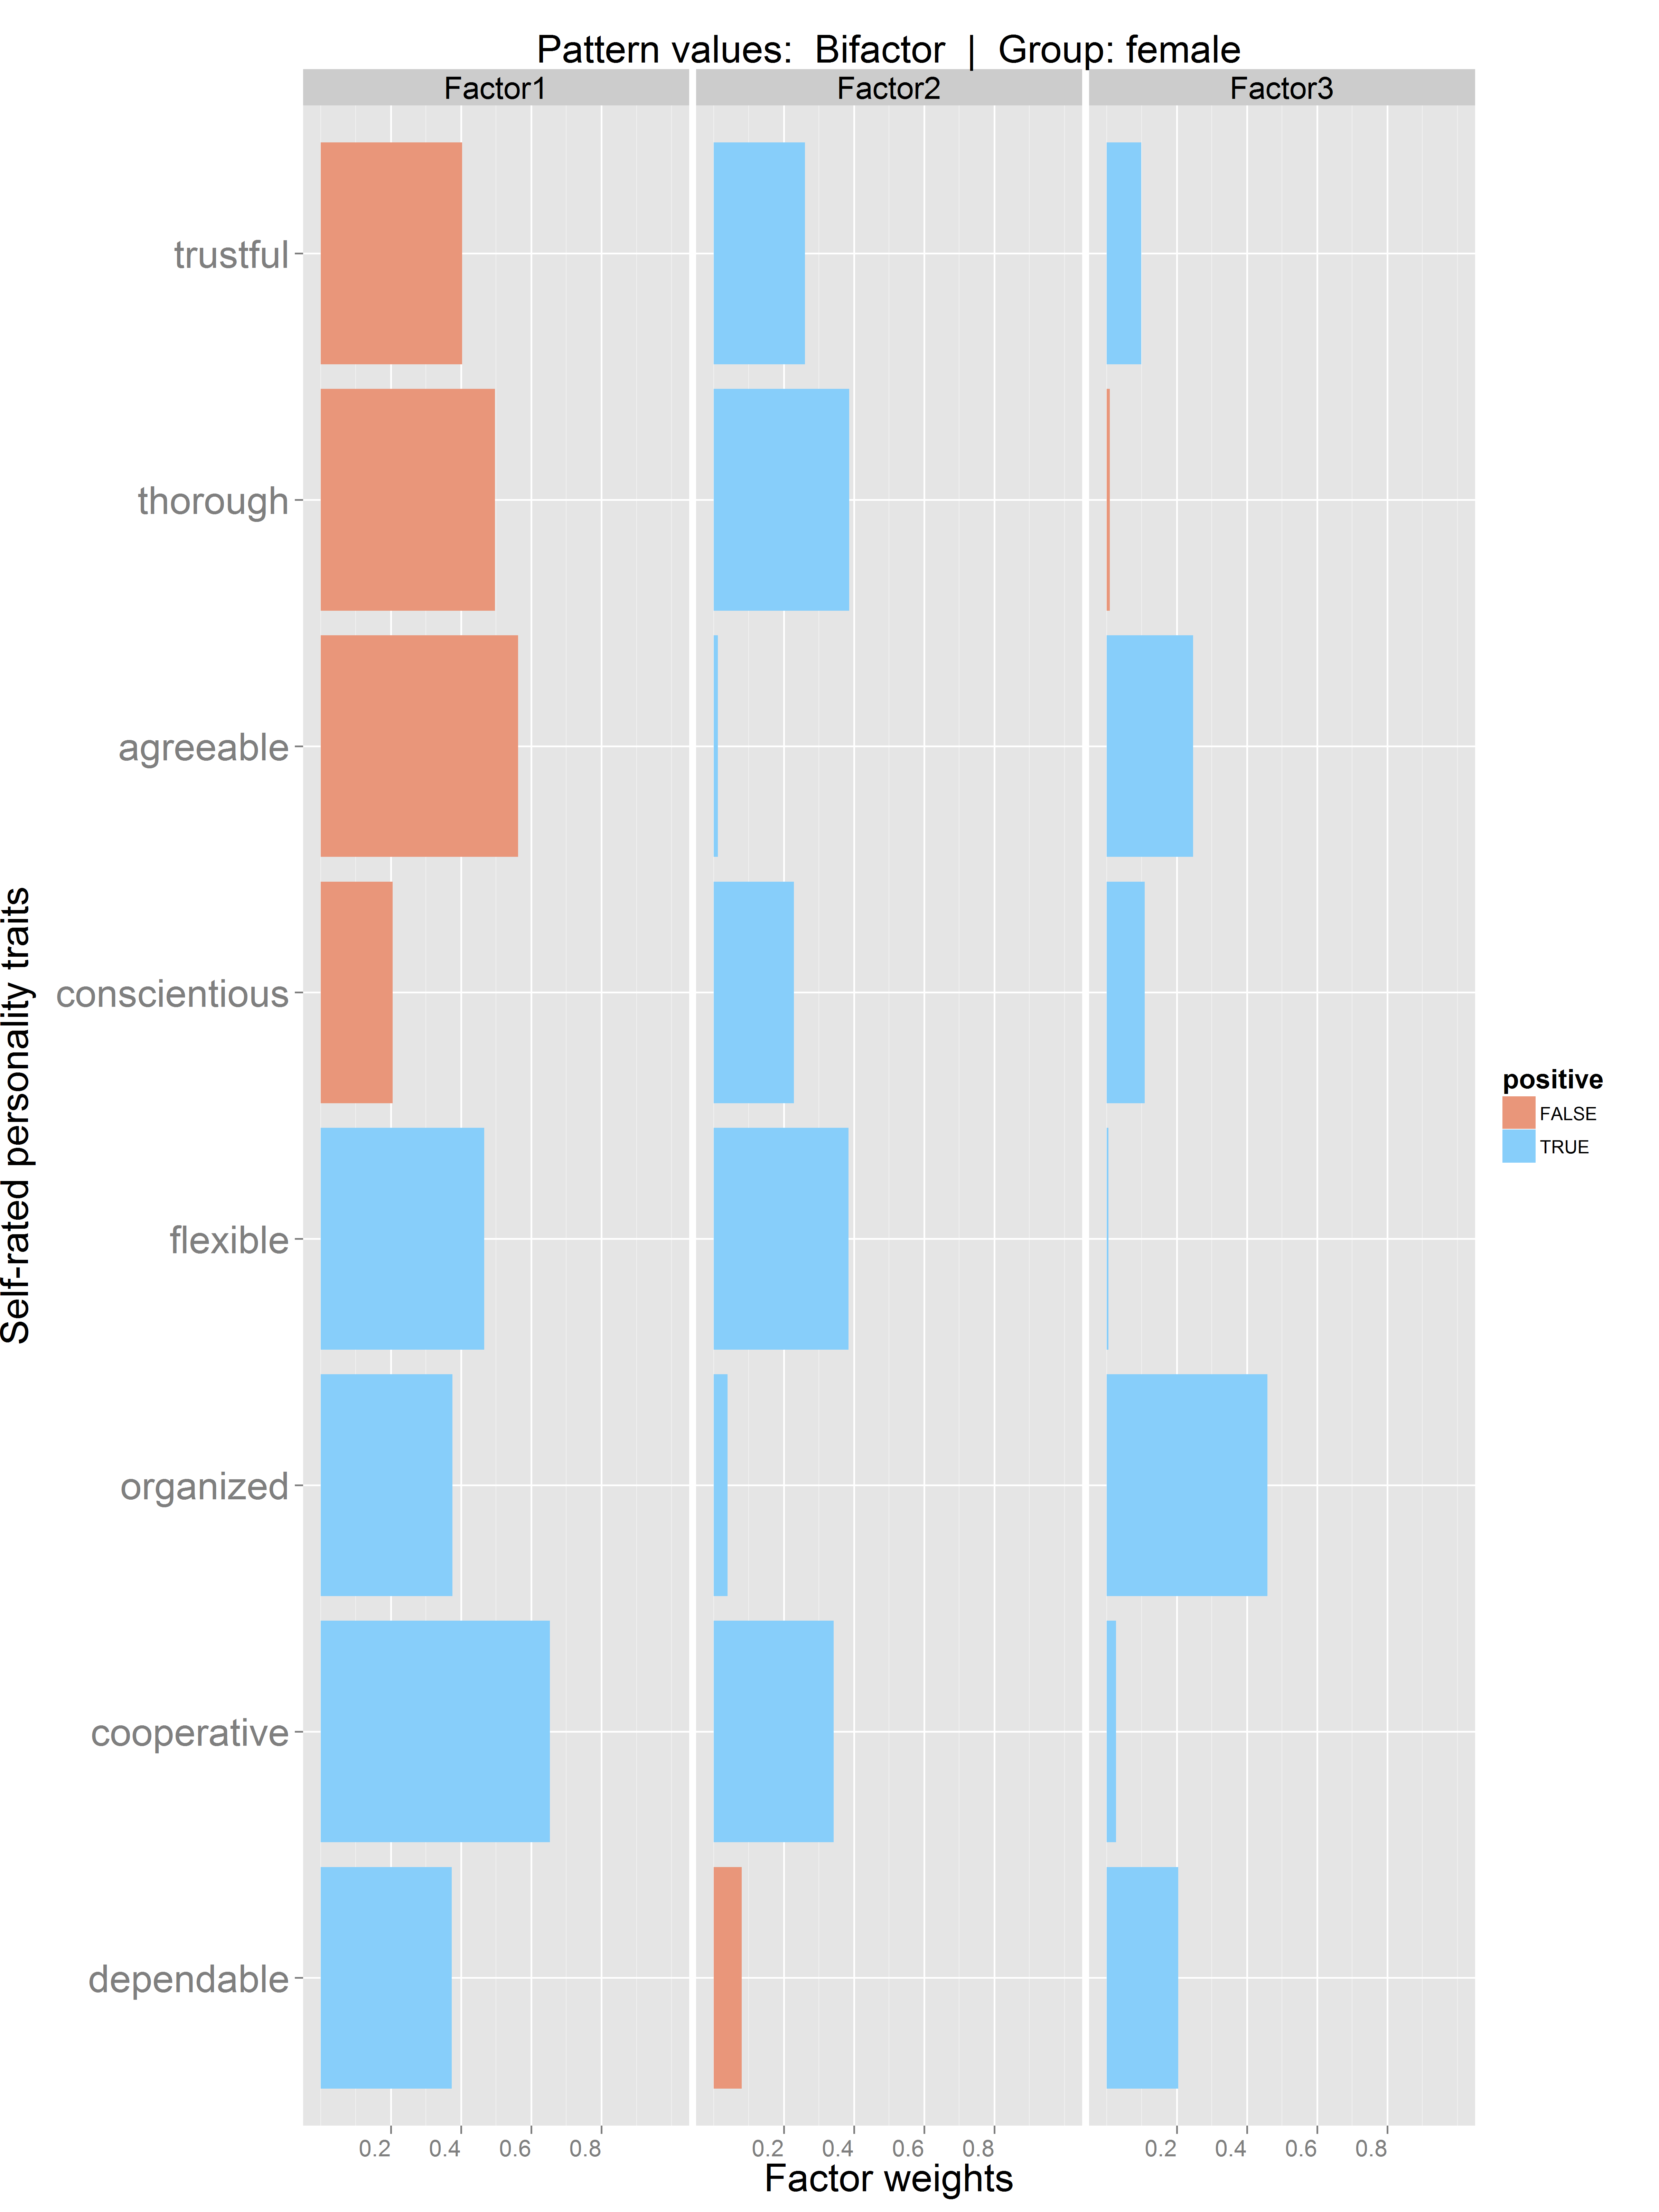 Pattern values:  Bifactor  |  Group: female
Factor1
Factor2
Factor3
Self-rated personality traits
trustful
thorough
agreeable
conscientious
flexible
organized
cooperative
dependable
0.2 0.4 0.6 0.8
0.2 0.4 0.6 0.8
0.2 0.4 0.6 0.8
Factor weights
positive
FALSE
TRUE